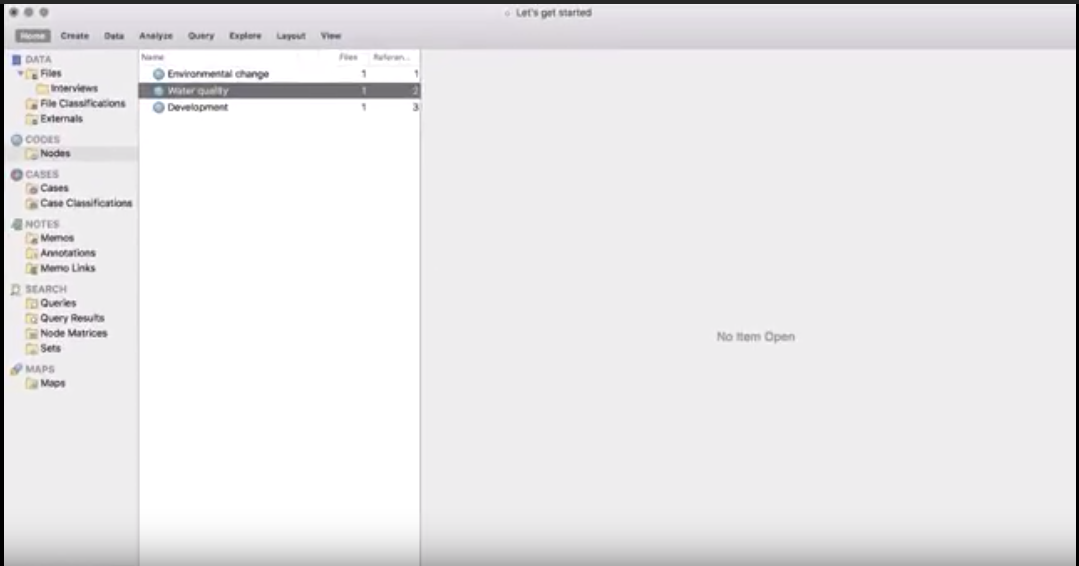 Let's get started
Home Create Data Analyze Query Explore Layout View
DATA
Files
Interviews
File Classifications
Externals
CODES
Nodes
CASES
Cases
Case Classifications
NOTES
Memos
Annotations
Memo Links
SEARCH
Queries
Query Results
Node Matrices
Sets
MAPS
Maps
Name Files Referen...
Environmental change 1 1
Water quality 1 2
Development 1 3
No Item Open